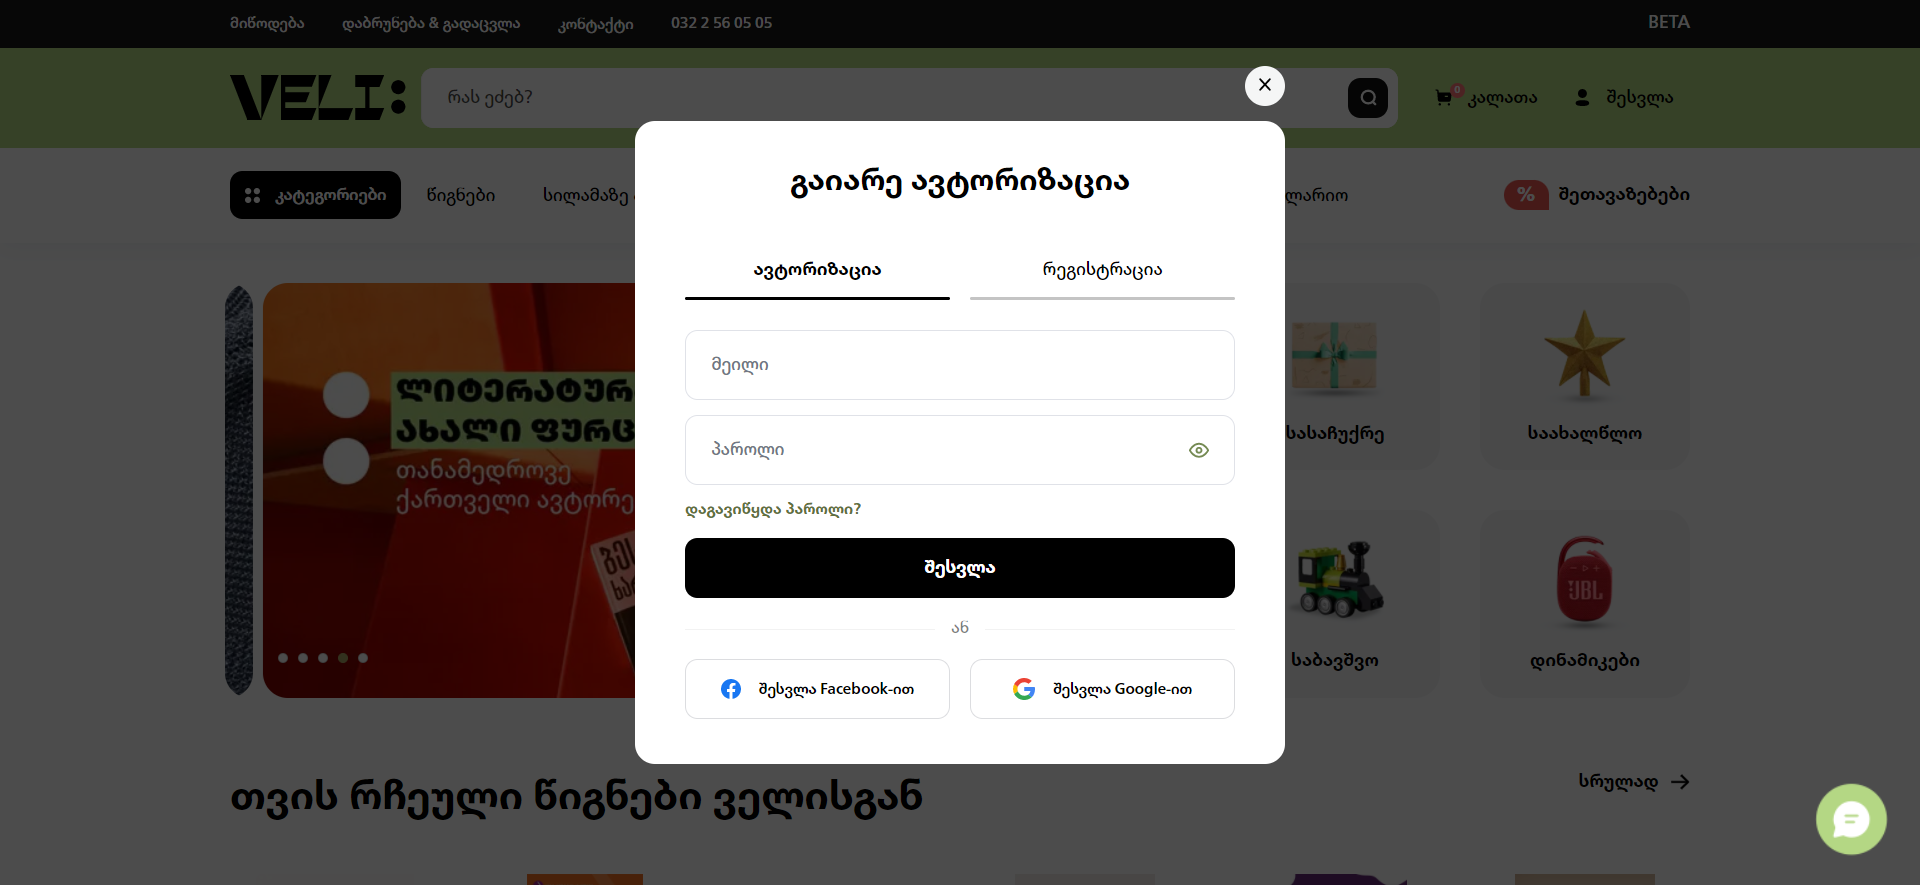 მიწოდება დაბრუნება & გადაცვლა კონტაქტი 032 2 56 05 05 BETA
VELI:
რას ეძებ?
0 კალათა შესვლა
კატეგორიები წიგნები სილამაზე
% შეთავაზებები
გაიარე ავტორიზაცია
ავტორიზაცია რეგისტრაცია
მეილი
პაროლი
დაგავიწყდა პაროლი?
შესვლა
ან
შესვლა Facebook-ით შესვლა Google-ით
ლიტერატურ
ახალი ფურც
თანამედროვე
ქართველი ავტორე
სასაჩუქრე საახალწლო
JBL
საბავშვო დინამიკები
თვის რჩეული წიგნები ველისგან
სრულად